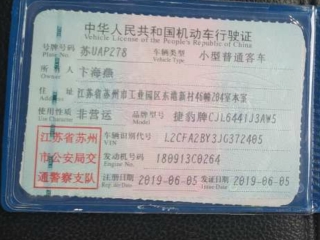 中华人民共和国机动车行驶证
Vehicle License of the People's Republic of China
号牌号码 苏UAP278 车辆类型 小型普通客车
Plate No. Vehicle Type
所有人 卞海燕
Owner
住址 江苏省苏州市工业园区东港新村46幢204室本室
Address
使用性质 非营运 品牌型号 捷豹牌CJL6441J3AW5
Use Character Model
江苏省苏州市公安局交通警察支队
车辆识别代号 L2CFA2BY3JG372405
VIN
发动机号码 180913C0264
Engine No.
注册日期 2019-06-05 发证日期 2019-06-05
Register Date Issue Date